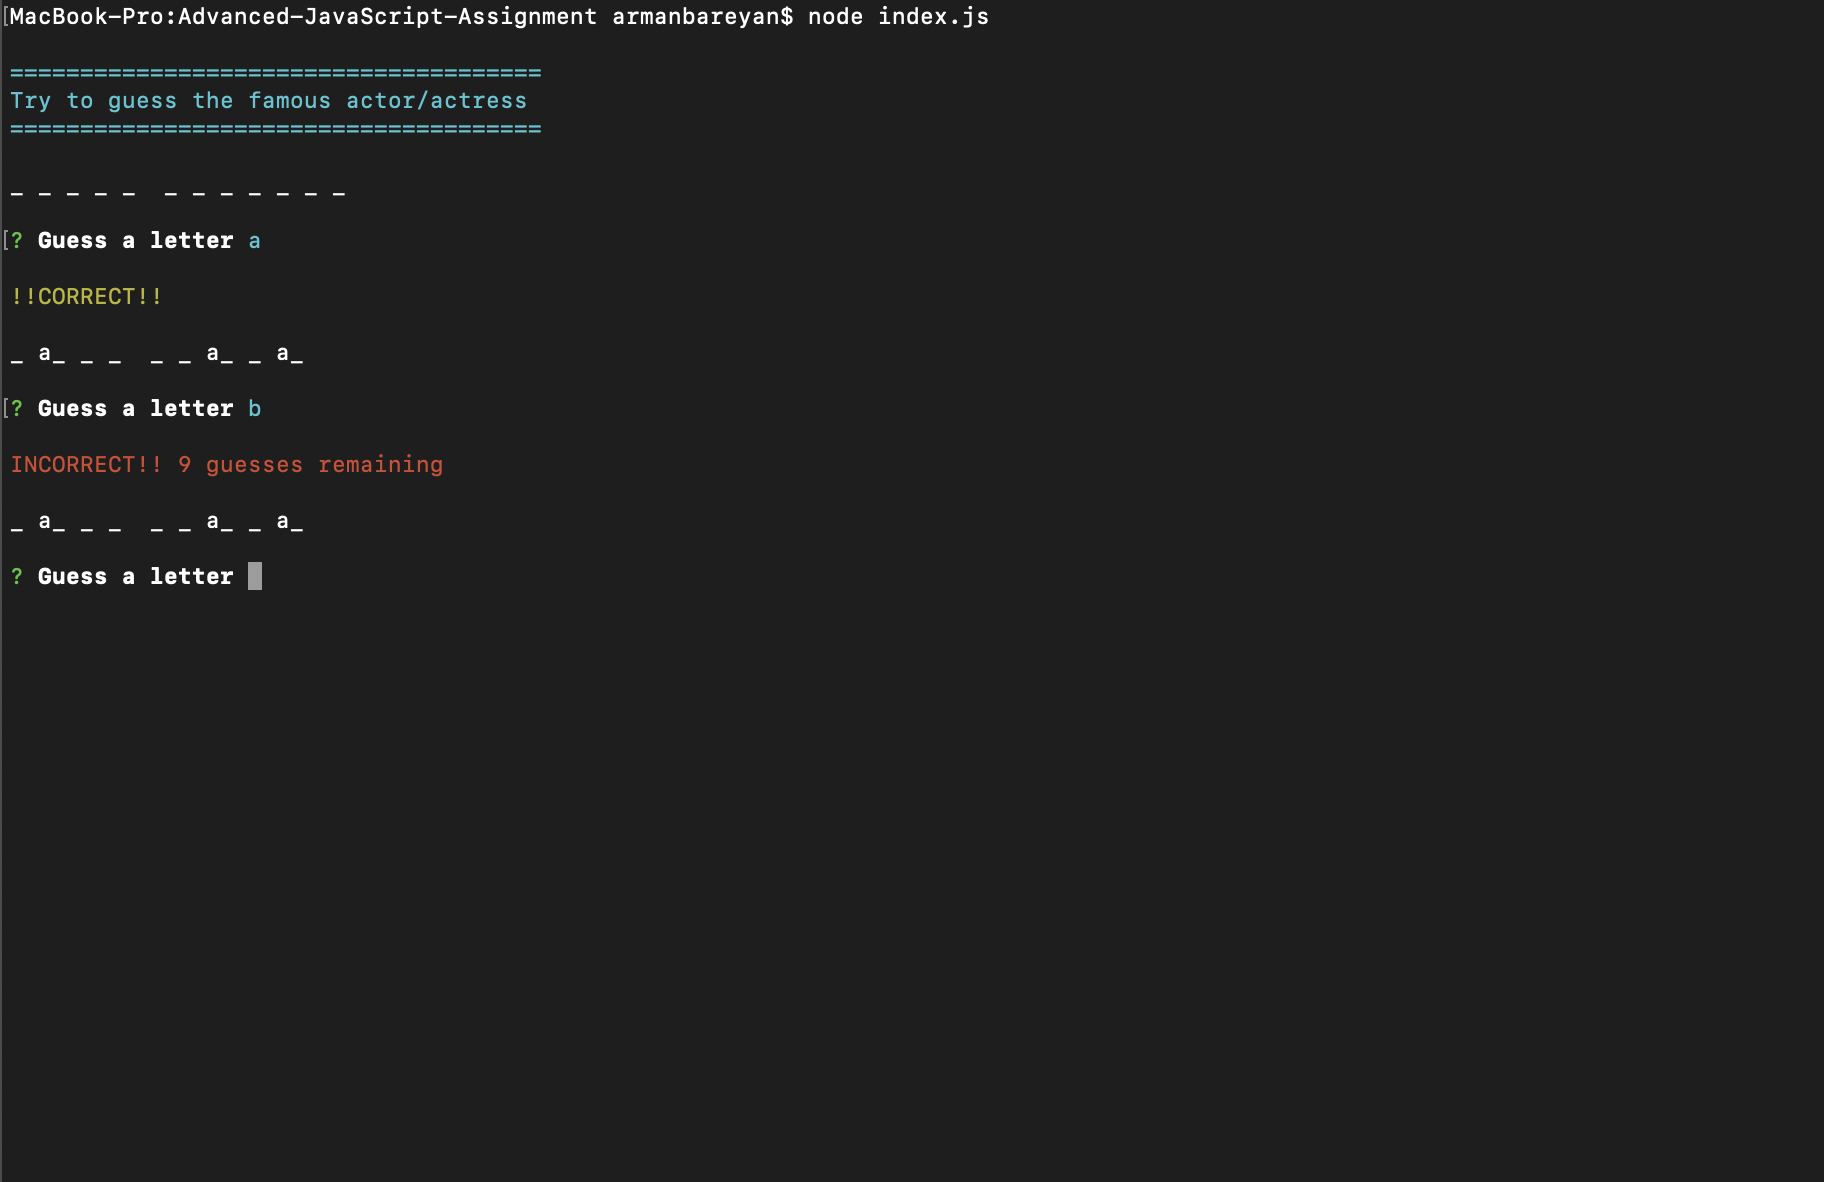 [MacBook-Pro:Advanced-JavaScript-Assignment armanbareyan$ node index.js
======================================
Try to guess the famous actor/actress
======================================
_ _ _ _ _  _ _ _ _ _ _ _
[? Guess a letter a
!!CORRECT!!
_ a_ _ _  _ _ a_ _ a_
[? Guess a letter b
INCORRECT!! 9 guesses remaining
_ a_ _ _  _ _ a_ _ a_
? Guess a letter